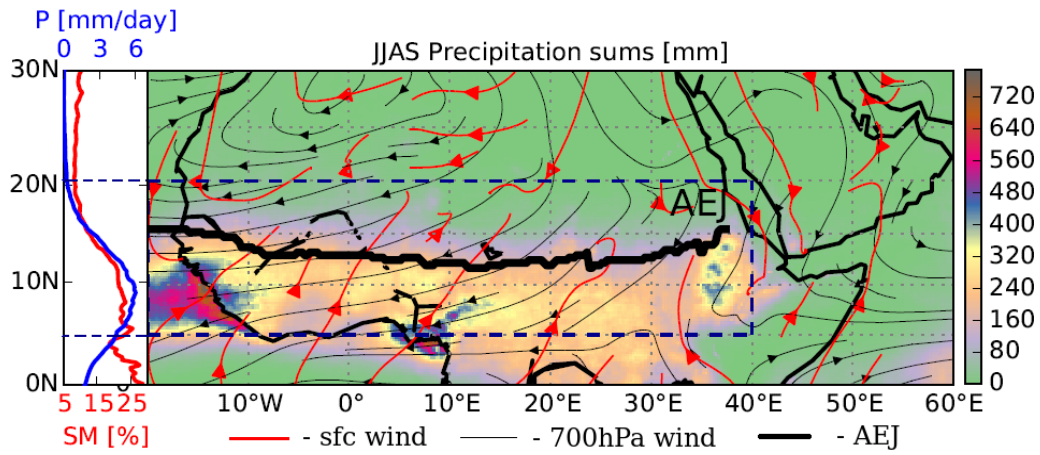 P [mm/day]
0 3 6
JJAS Precipitation sums [mm]
30N
20N
10N
0N
AEJ
720
640
560
480
400
320
240
160
80
0
5 15 25
10°W 0° 10°E 20°E 30°E 40°E 50°E 60°E
SM [%]
- sfc wind - 700hPa wind - AEJ